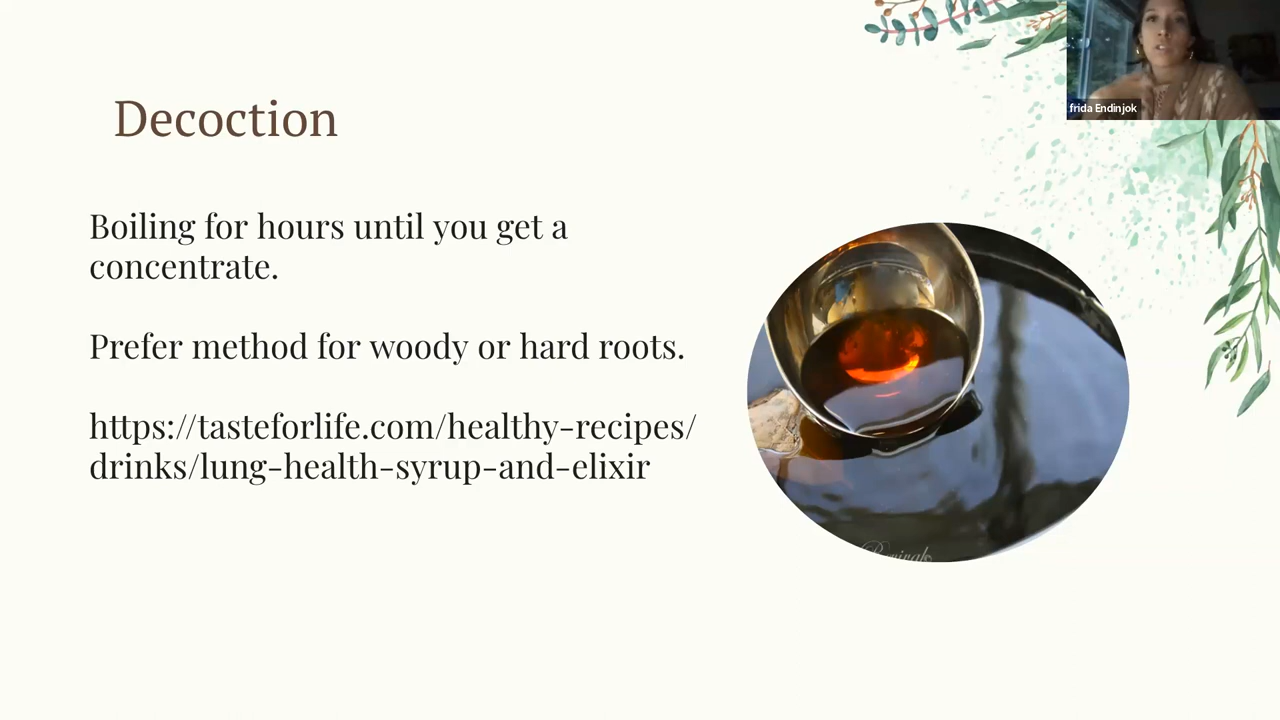 frida Endinjok
Decoction
Boiling for hours until you get a
concentrate.
Prefer method for woody or hard roots.
https://tasteforlife.com/healthy-recipes/
drinks/lung-health-syrup-and-elixir